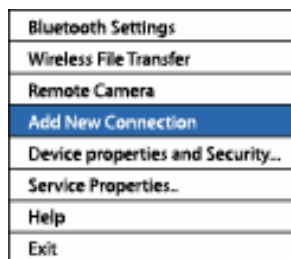 Bluetooth Settings
Wireless File Transfer
Remote Camera
Add New Connection
Device properties and Security...
Service Properties..
Help
Exit